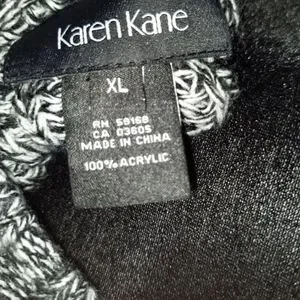 Karen Kane
XL
RN 58168
CA 03605
MADE IN CHINA
100% ACRYLIC